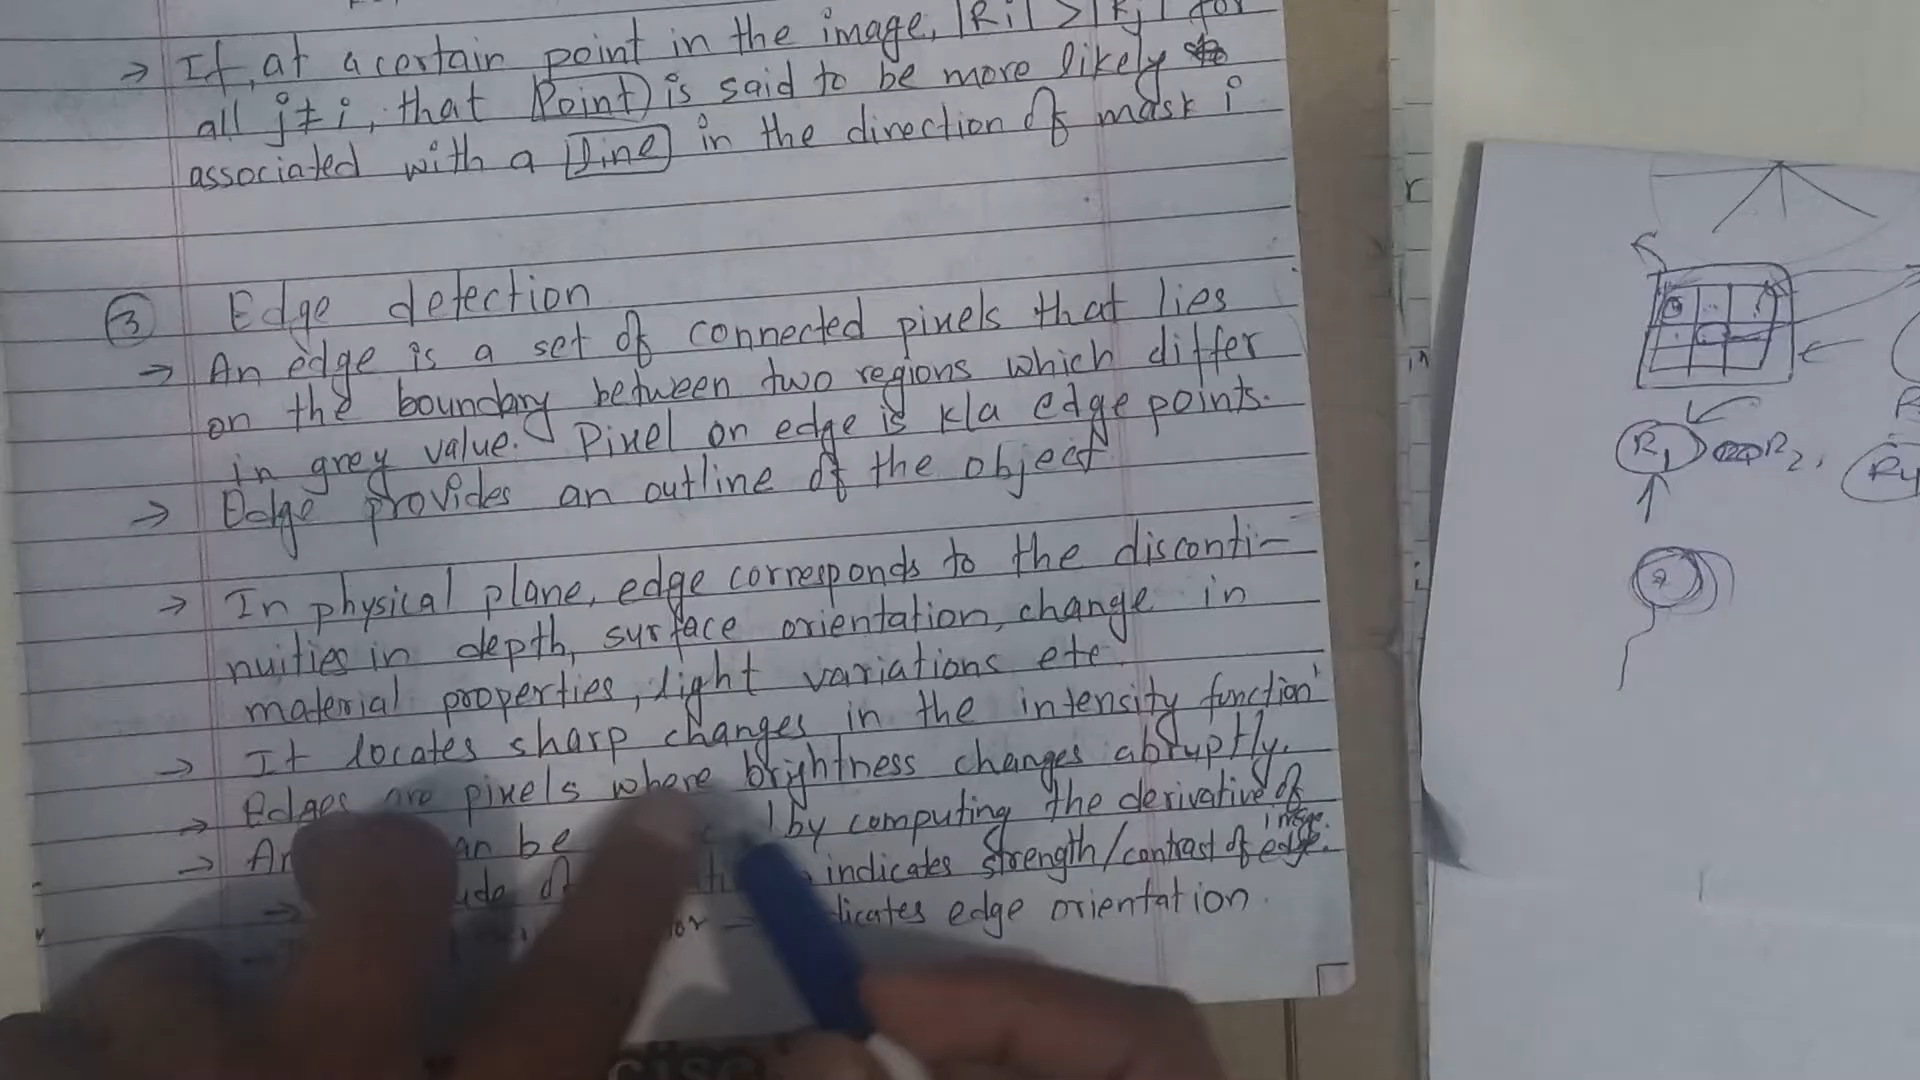 → If, at a certain point in the image, |Ri| > |Rj| for
all j ≠ i, that Point is said to be more likely
associated with a line in the direction of mask i
③ Edge detection
→ An edge is a set of connected pixels that lies
on the boundary between two regions which differ
in grey value. Pixel on edge is k/a edge points.
→ Edge provides an outline of the object
→ In physical plane, edge corresponds to the disconti-
nuities in depth, surface orientation, change in
material properties, light variations etc.
→ It locates sharp changes in the intensity function
→ Edges are pixels where brightness changes abruptly.
→ an be by computing the derivative of image.
→ indicates strength/contrast of edge.
edge orientation.
R1 R2,
R4